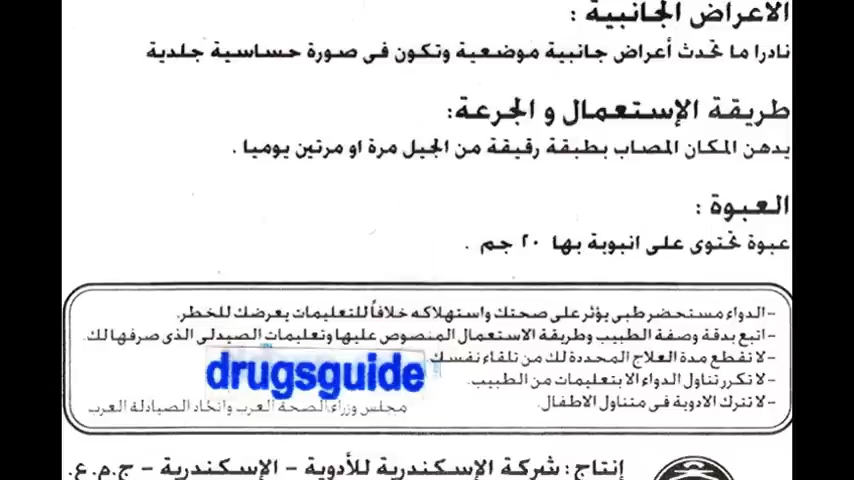 الاعراض الجانبية :
نادرا ما تحدث أعراض جانبية موضعية وتكون فى صورة حساسية جلدية
طريقة الإستعمال و الجرعة:
يدهن المكان المصاب بطبقة رقيقة من الجيل مرة او مرتين يوميا .
العبوة :
عبوة تحتوى على انبوبة بها ٢٠ جم .
-الدواء مستحضر طبى يؤثر على صحتك واستهلاكه خلافاً للتعليمات يعرضك للخطر.
-اتبع بدقة وصفة الطبيب وطريقة الاستعمال المنصوص عليها وتعليمات الصيدلى الذى صرفها لك.
-لا تقطع مدة العلاج المحددة لك من تلقاء نفسك.
-لا تكرر تناول الدواء الا بتعليمات من الطبيب.
-لا تترك الادوية فى متناول الاطفال.
drugsguide
مجلس وزراء الصحة العرب واتحاد الصيادلة العرب
إنتاج : شركة الإسكندرية للأدوية - الإسكندرية - ج.م.ع.